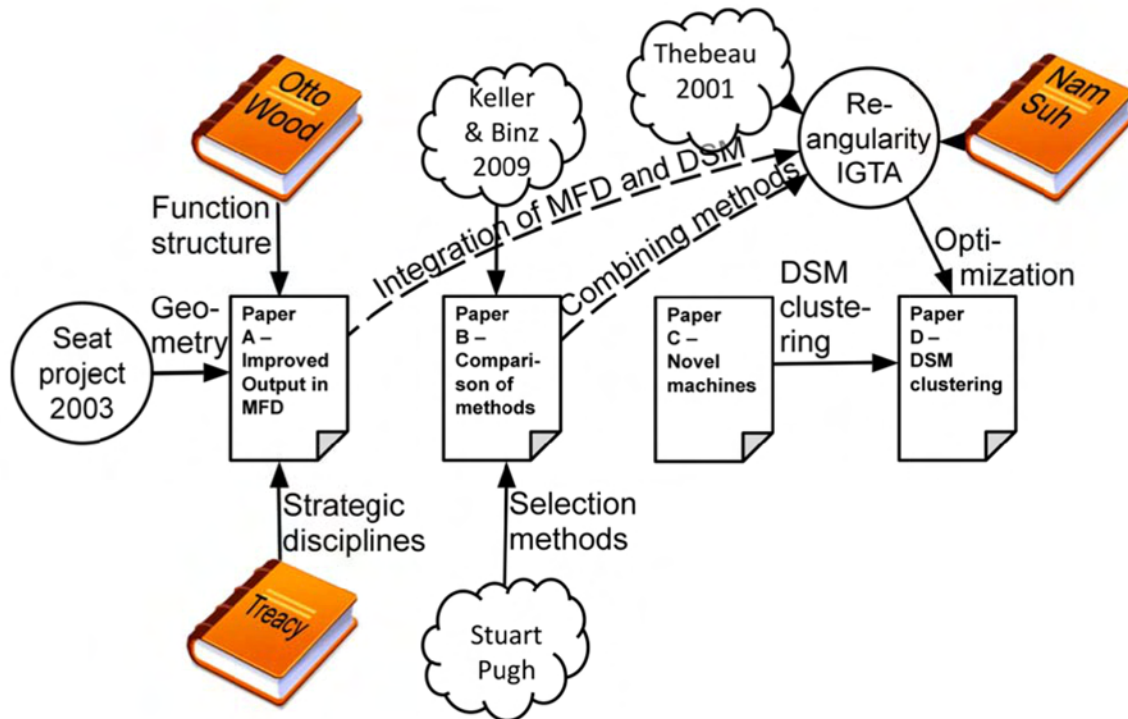 Otto
Wood
Keller
& Binz
2009
Thebeau
2001
Re-
angularity
IGTA
Nam
Suh
Function
structure
Integration of MFD and DSM
Combining methods
Opti-
mization
Geo-
metry
DSM
cluste-
ring
Seat
project
2003
Paper
A –
Improved
Output in
MFD
Paper
B –
Compari-
son of
methods
Paper
C –
Novel
machines
Paper
D –
DSM
clustering
Strategic
disciplines
Selection
methods
Treacy
Stuart
Pugh